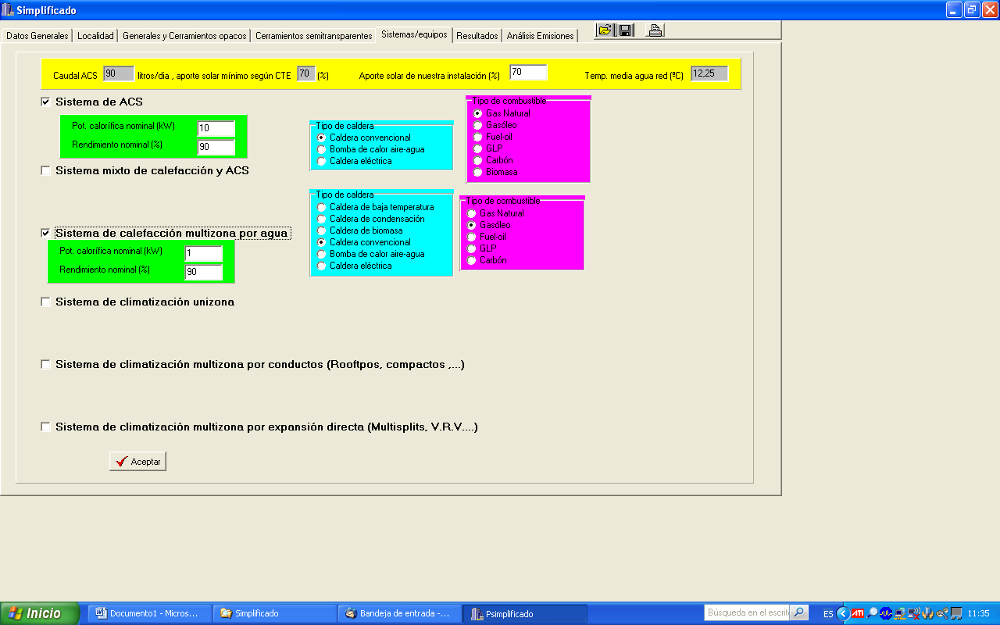 Simplificado
Datos Generales Localidad Generales y Cerramientos opacos Cerramientos semitransparentes Sistemas/equipos Resultados Análisis Emisiones
Caudal ACS 90 litros/dia , aporte solar mínimo según CTE 70 (%) Aporte solar de nuestra instalación (%) 70 Temp. media agua red (ºC) 12,25
Sistema de ACS
Pot. calorífica nominal (kW) 10
Rendimiento nominal (%) 90
Tipo de caldera
Caldera convencional
Bomba de calor aire-agua
Caldera eléctrica
Tipo de combustible
Gas Natural
Gasóleo
Fuel-oil
GLP
Carbón
Biomasa
Sistema mixto de calefacción y ACS
Sistema de calefacción multizona por agua
Pot. calorífica nominal (kW) 1
Rendimiento nominal (%) 90
Tipo de caldera
Caldera de baja temperatura
Caldera de condensación
Caldera de biomasa
Caldera convencional
Bomba de calor aire-agua
Caldera eléctrica
Tipo de combustible
Gas Natural
Gasóleo
Fuel-oil
GLP
Carbón
Sistema de climatización unizona
Sistema de climatización multizona por conductos (Rooftpos, compactos ,...)
Sistema de climatización multizona por expansión directa (Multisplits, V.R.V....)
Aceptar
Inicio Documento1 - Micros... Simplificado Bandeja de entrada -... Psimplificado Búsqueda en el escrit ES ATI 11:35